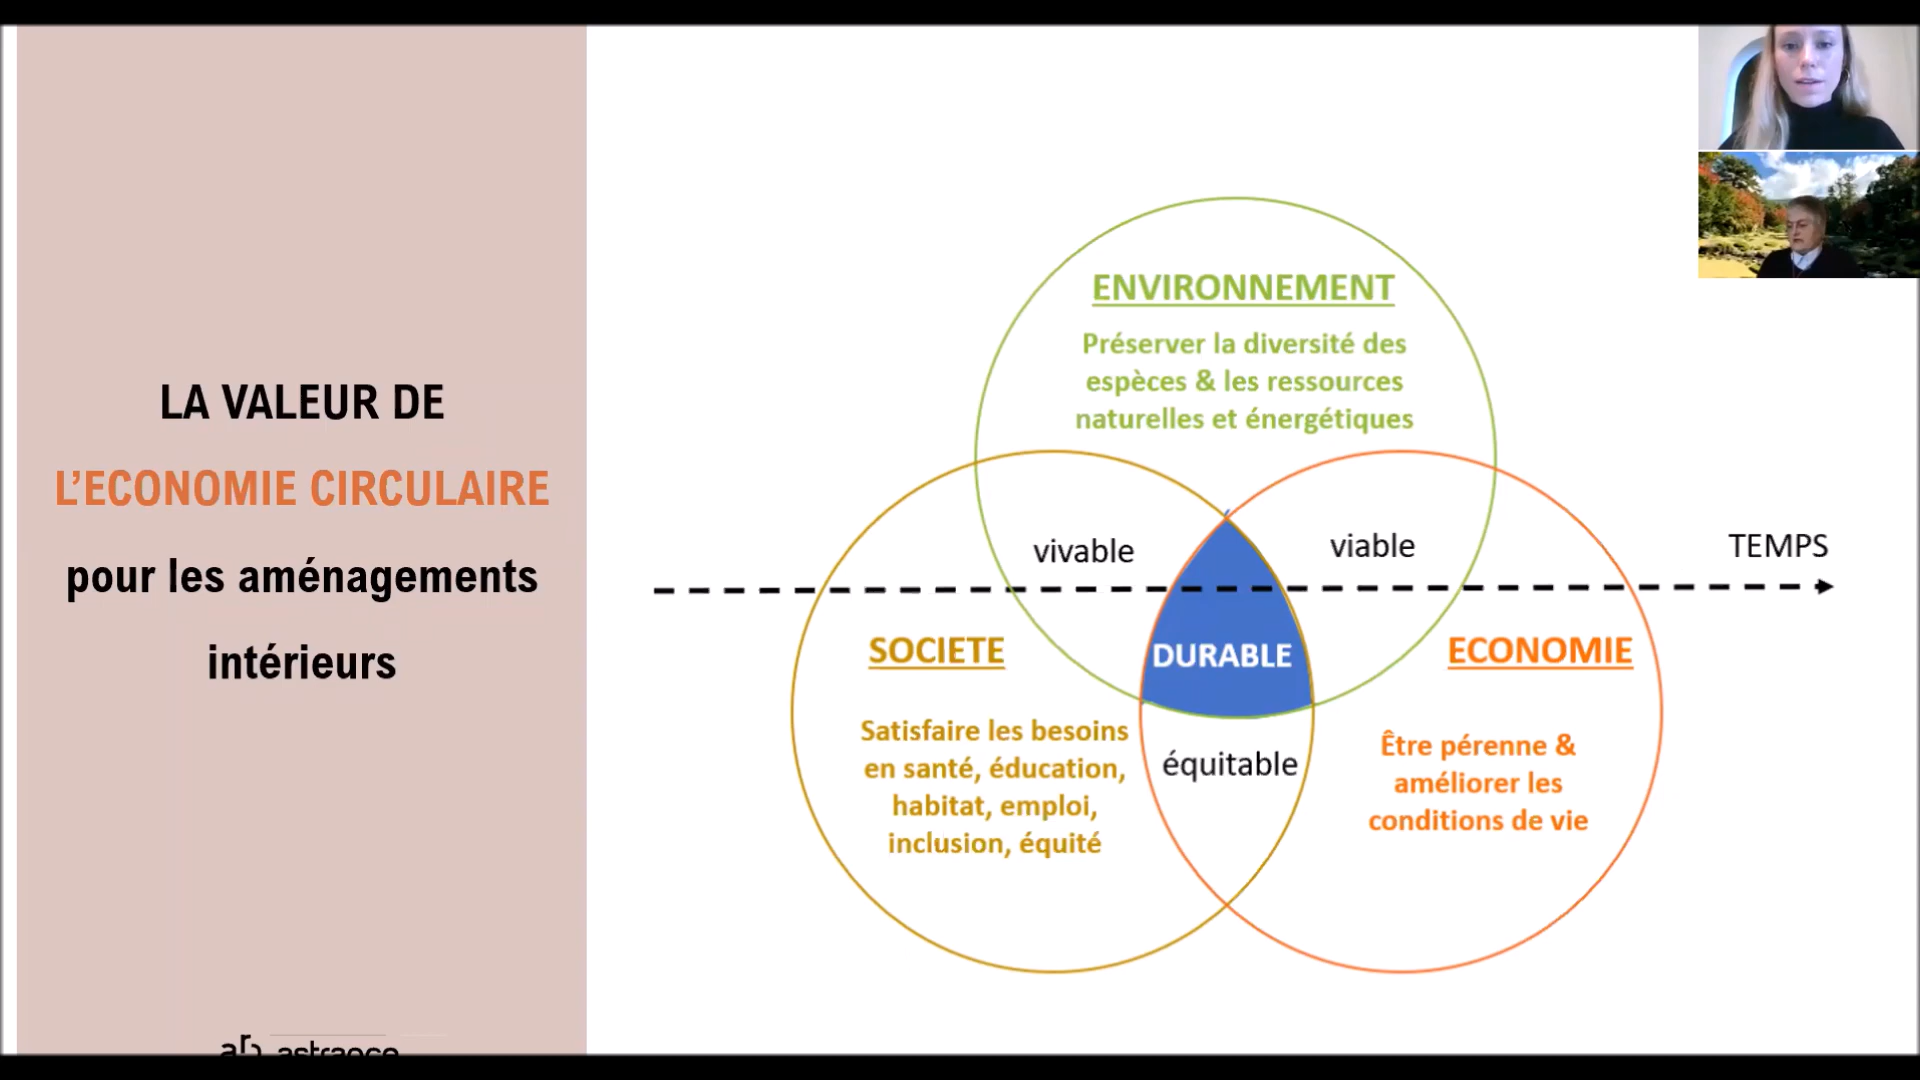 LA VALEUR DE
L’ECONOMIE CIRCULAIRE
pour les aménagements
intérieurs
ENVIRONNEMENT
Préserver la diversité des
espèces & les ressources
naturelles et énergétiques
vivable
viable
TEMPS
SOCIETE
DURABLE
ECONOMIE
Satisfaire les besoins
en santé, éducation,
habitat, emploi,
inclusion, équité
équitable
Être pérenne &
améliorer les
conditions de vie